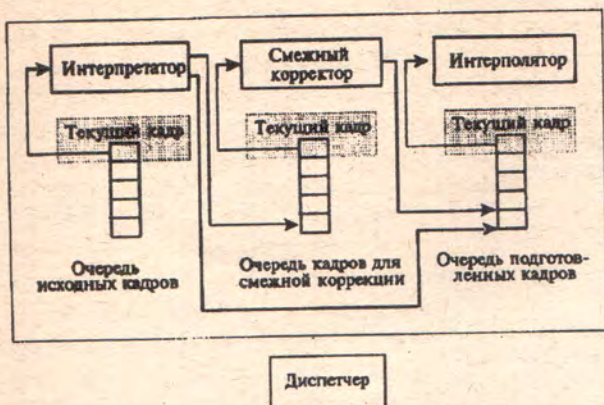 Интерпретатор
Смежный
корректор
Интерполятор
Текущий кадр
Текущий кадр
Текущий кадр
Очередь
исходных кадров
Очередь кадров для
смежной коррекции
Очередь подготов-
ленных кадров
Диспетчер